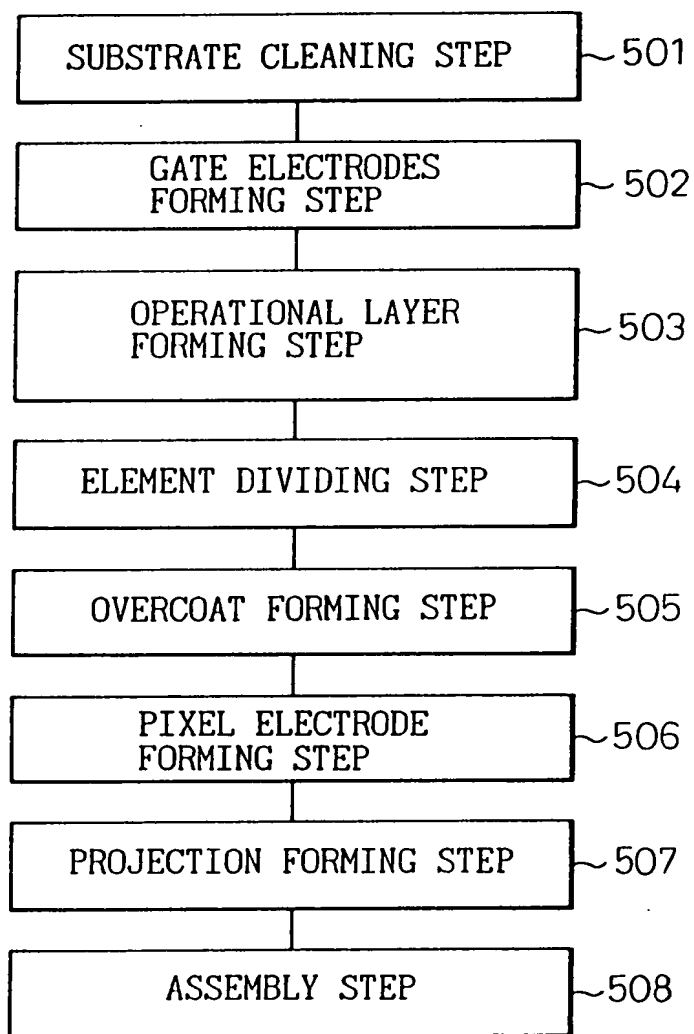 SUBSTRATE CLEANING STEP 501
GATE ELECTRODES
FORMING STEP
502
OPERATIONAL LAYER
FORMING STEP
503
ELEMENT DIVIDING STEP 504
OVERCOAT FORMING STEP 505
PIXEL ELECTRODE
FORMING STEP
506
PROJECTION FORMING STEP 507
ASSEMBLY STEP 508